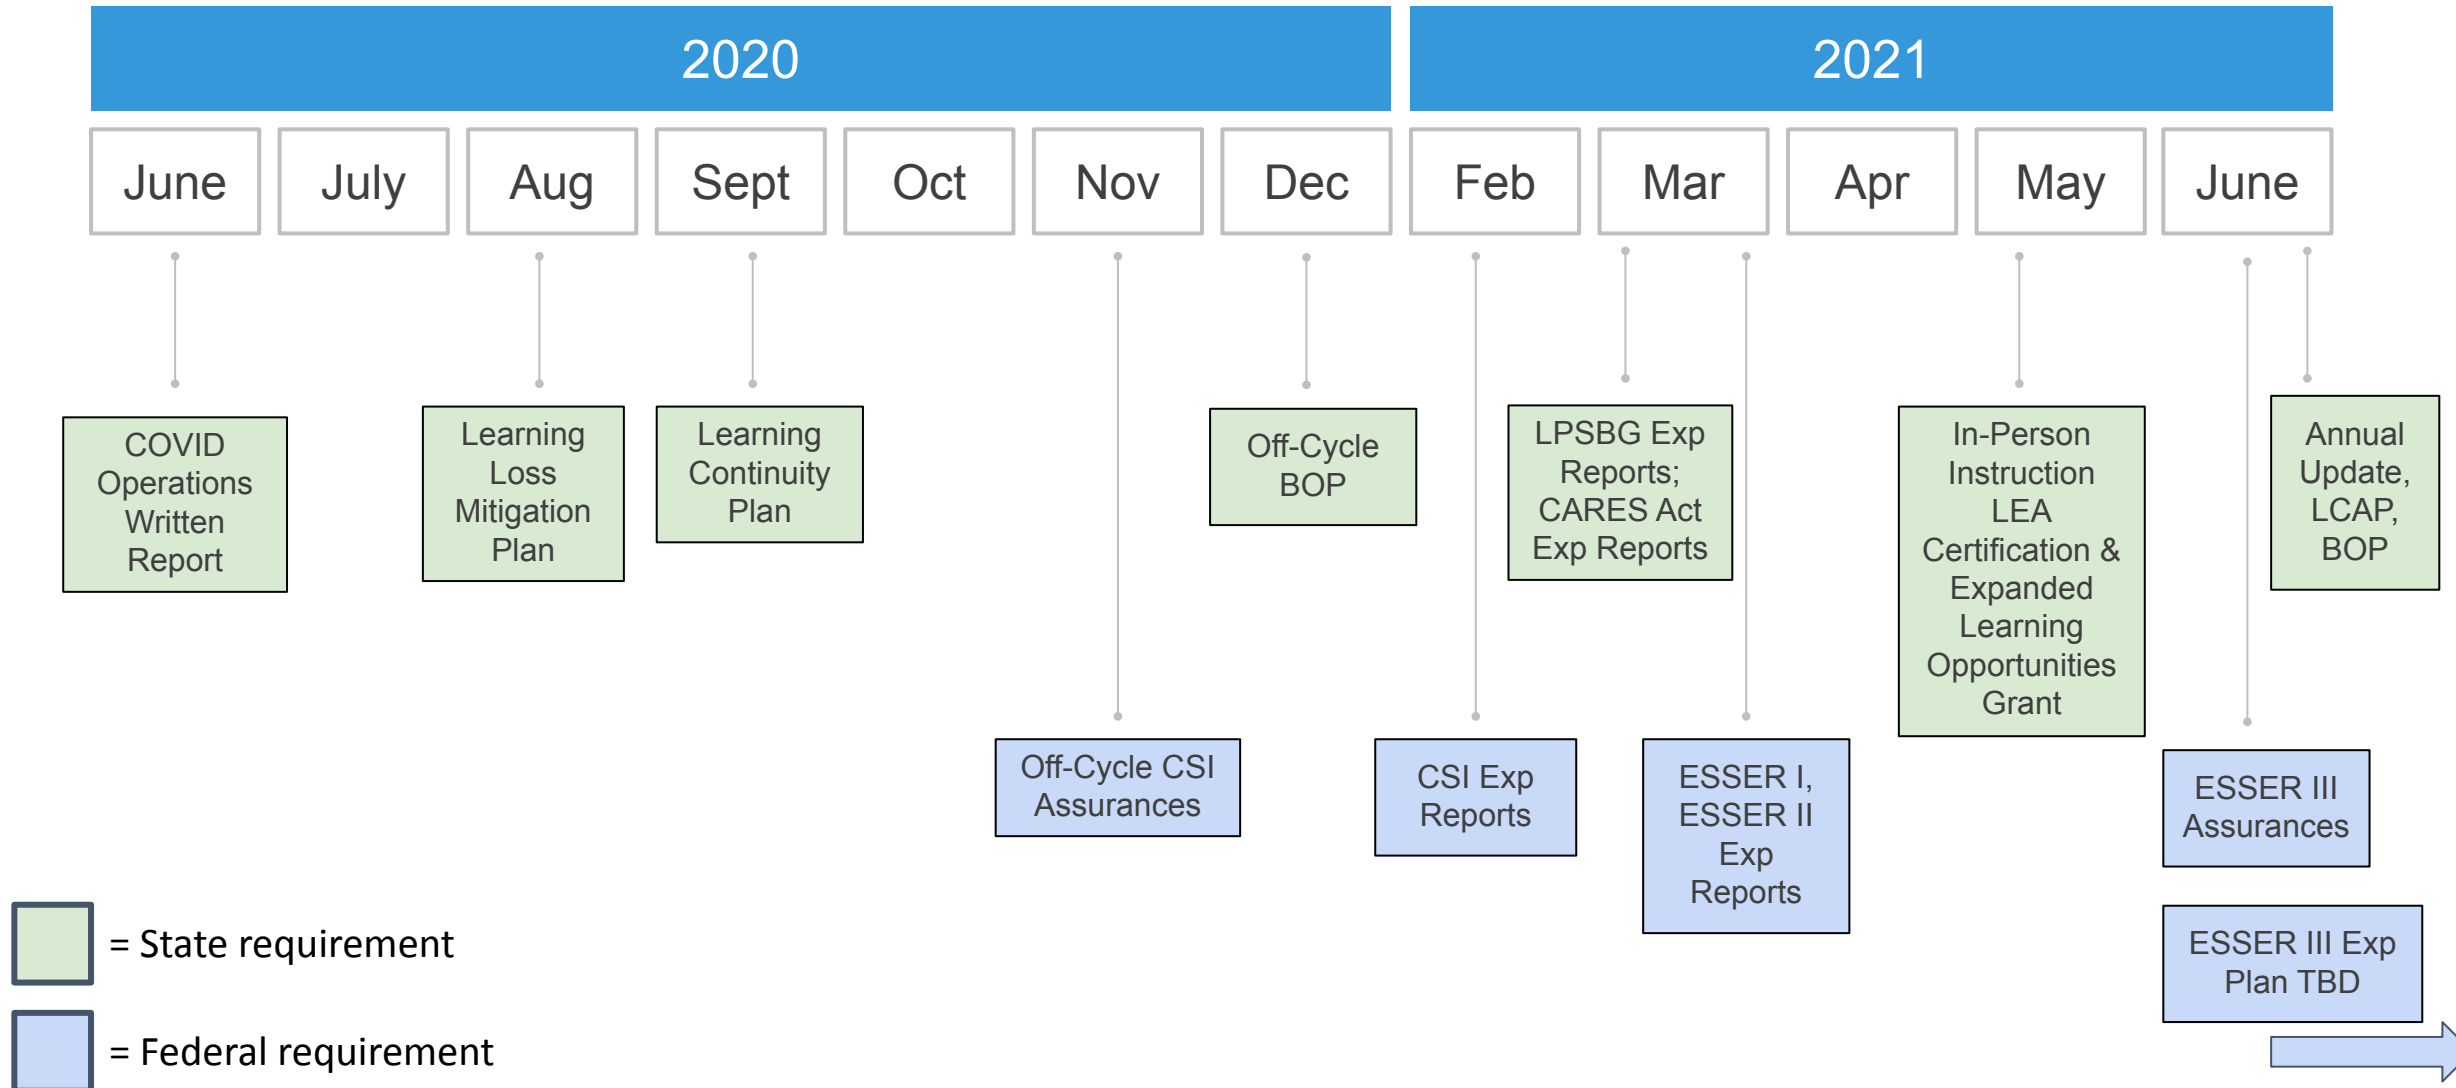 2020
2021
June
July
Aug
Sept
Oct
Nov
Dec
Feb
Mar
Apr
May
June
COVID
Operations
Written
Report
Learning
Loss
Mitigation
Plan
Learning
Continuity
Plan
Off-Cycle
BOP
LPSBG Exp
Reports;
CARES Act
Exp Reports
In-Person
Instruction
LEA
Certification &
Expanded
Learning
Opportunities
Grant
Annual
Update,
LCAP,
BOP
Off-Cycle CSI
Assurances
CSI Exp
Reports
ESSER I,
ESSER II
Exp
Reports
ESSER III
Assurances
ESSER III Exp
Plan TBD
= State requirement
= Federal requirement